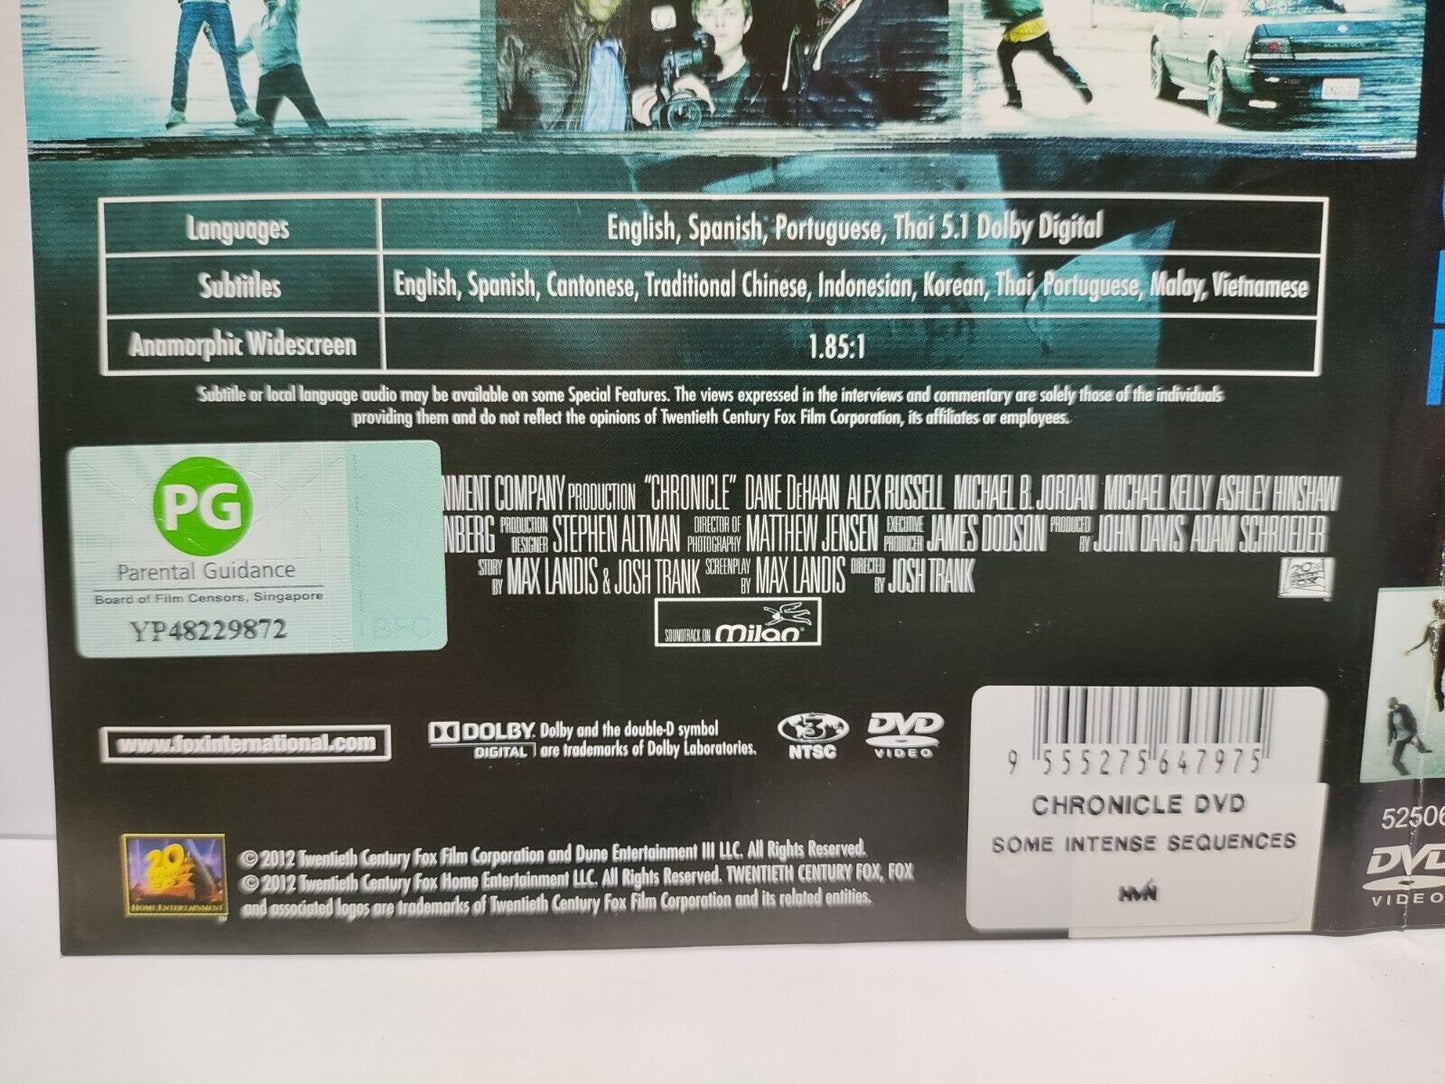 Languages
English, Spanish, Portuguese, Thai 5.1 Dolby Digital
Subtitles
English, Spanish, Cantonese, Traditional Chinese, Indonesian, Korean, Thai, Portuguese, Malay, Vietnamese
Anamorphic Widescreen
1.85:1
Subtitle or local language audio may be available on some Special Features. The views expressed in the interviews and commentary are solely those of the individuals
providing them and do not reflect the opinions of Twentieth Century Fox Film Corporation, its affiliates or employees.
PG
Parental Guidance
Board of Film Censors, Singapore
YP48229872
BFC
NMENT COMPANY PRODUCTION "CHRONICLE" DANE DEHAAN ALEX RUSSELL MICHAEL B. JORDAN MICHAEL KELLY ASHLEY HINSHAW
NBERG PRODUCTION DESIGNER STEPHEN ALTMAN DIRECTOR OF PHOTOGRAPHY MATTHEW JENSEN EXECUTIVE PRODUCER JAMES DODSON PRODUCED BY JOHN DAVIS ADAM SCHROEDER
STORY BY MAX LANDIS & JOSH TRANK SCREENPLAY BY MAX LANDIS DIRECTED BY JOSH TRANK
SOUNDTRACK ON milan
www.foxinternational.com
DOLBY DIGITAL
Dolby and the double-D symbol
are trademarks of Dolby Laboratories.
3
NTSC
DVD
VIDEO
9 555275 647975
CHRONICLE DVD
SOME INTENSE SEQUENCES
20th CENTURY FOX
HOME ENTERTAINMENT
© 2012 Twentieth Century Fox Film Corporation and Dune Entertainment III LLC. All Rights Reserved.
© 2012 Twentieth Century Fox Home Entertainment LLC. All Rights Reserved. TWENTIETH CENTURY FOX, FOX
and associated logos are trademarks of Twentieth Century Fox Film Corporation and its related entities.
52506
DVD
VIDEO